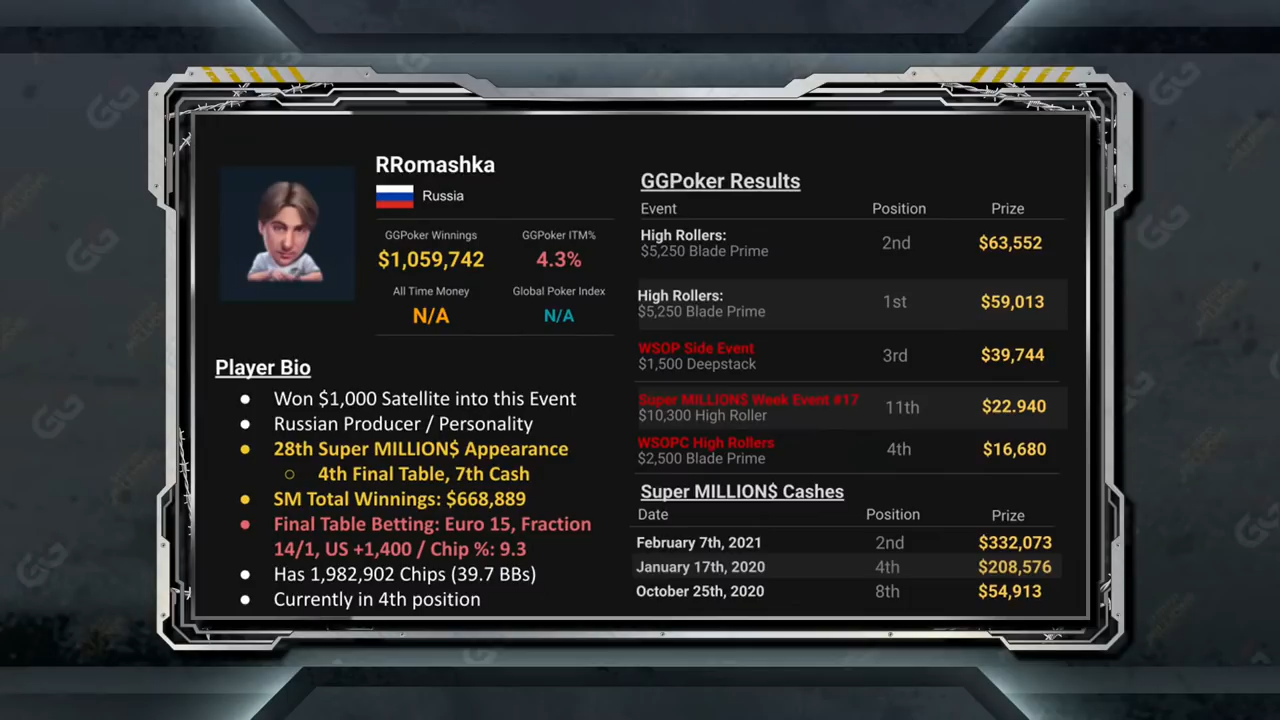 RRomashka
Russia
GGPoker Winnings
GGPoker ITM%
$1,059,742
4.3%
All Time Money
Global Poker Index
N/A
N/A
Player Bio
Won $1,000 Satellite into this Event
Russian Producer / Personality
28th Super MILLION$ Appearance
4th Final Table, 7th Cash
SM Total Winnings: $668,889
Final Table Betting: Euro 15, Fraction
14/1, US +1,400 / Chip %: 9.3
Has 1,982,902 Chips (39.7 BBs)
Currently in 4th position
GGPoker Results
Event Position Prize
High Rollers:
$5,250 Blade Prime 2nd $63,552
High Rollers:
$5,250 Blade Prime 1st $59,013
WSOP Side Event
$1,500 Deepstack 3rd $39,744
Super MILLION$ Week Event #17
$10,300 High Roller 11th $22.940
WSOPC High Rollers
$2,500 Blade Prime 4th $16,680
Super MILLION$ Cashes
Date Position Prize
February 7th, 2021 2nd $332,073
January 17th, 2020 4th $208,576
October 25th, 2020 8th $54,913